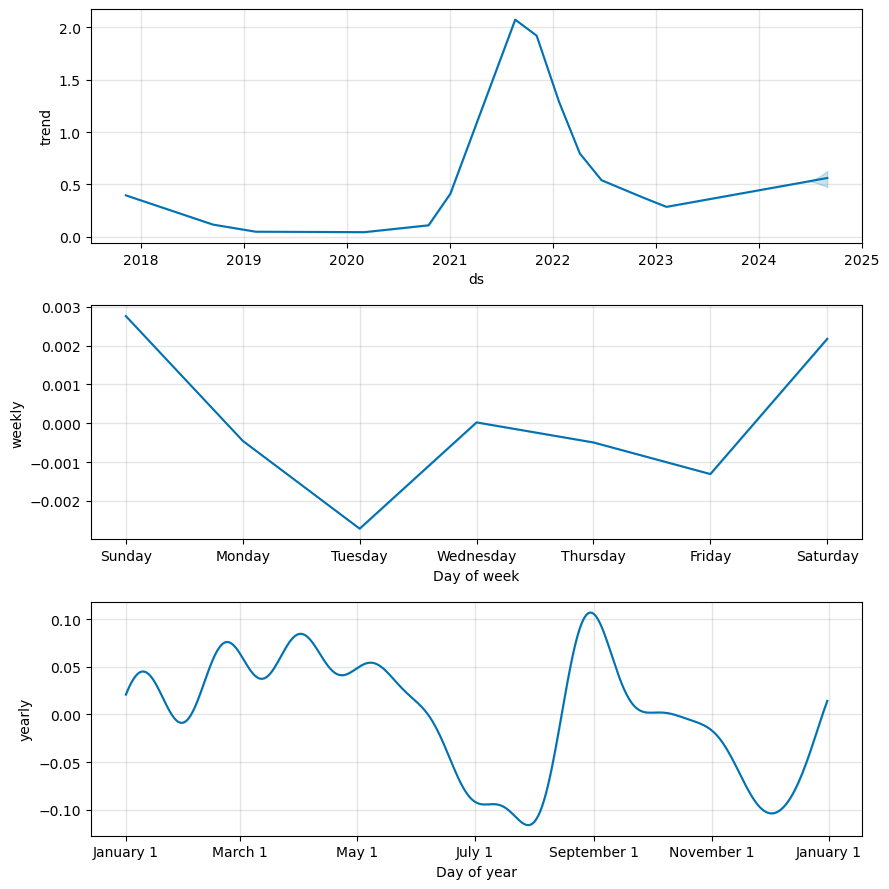 2.0
1.5
1.0
0.5
0.0
trend
2018 2019 2020 2021 2022 2023 2024 2025
ds
0.003
0.002
0.001
0.000
−0.001
−0.002
weekly
Sunday Monday Tuesday Wednesday Thursday Friday Saturday
Day of week
0.10
0.05
0.00
−0.05
−0.10
yearly
January 1 March 1 May 1 July 1 September 1 November 1 January 1
Day of year